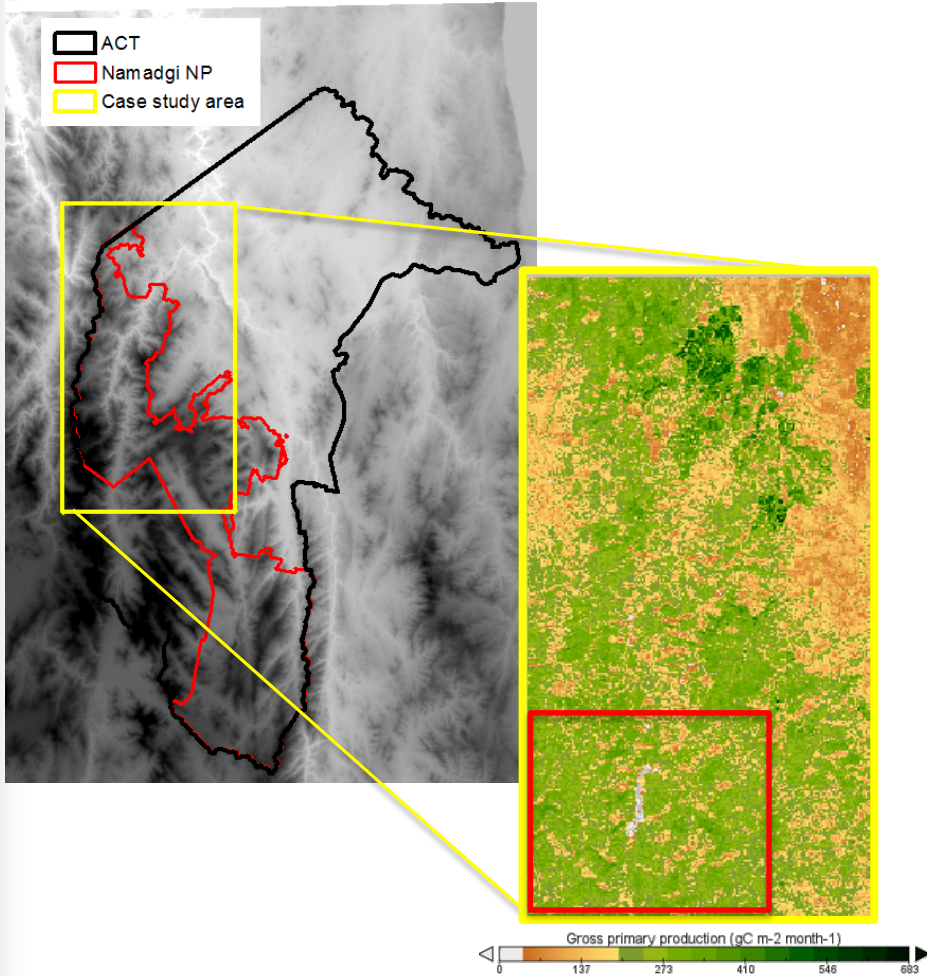 ACT
Namadgi NP
Case study area
Gross primary production (gC m-2 month-1)
0 137 273 410 546 683